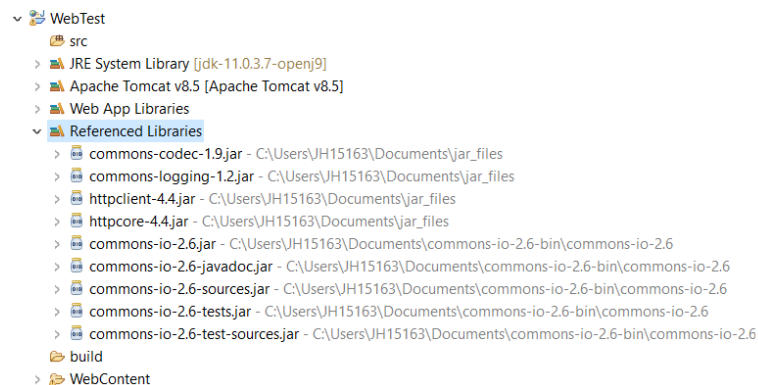 WebTest
src
JRE System Library [jdk-11.0.3.7-openj9]
Apache Tomcat v8.5 [Apache Tomcat v8.5]
Web App Libraries
Referenced Libraries
commons-codec-1.9.jar - C:\Users\JH15163\Documents\jar_files
commons-logging-1.2.jar - C:\Users\JH15163\Documents\jar_files
httpclient-4.4.jar - C:\Users\JH15163\Documents\jar_files
httpcore-4.4.jar - C:\Users\JH15163\Documents\jar_files
commons-io-2.6.jar - C:\Users\JH15163\Documents\commons-io-2.6-bin\commons-io-2.6
commons-io-2.6-javadoc.jar - C:\Users\JH15163\Documents\commons-io-2.6-bin\commons-io-2.6
commons-io-2.6-sources.jar - C:\Users\JH15163\Documents\commons-io-2.6-bin\commons-io-2.6
commons-io-2.6-tests.jar - C:\Users\JH15163\Documents\commons-io-2.6-bin\commons-io-2.6
commons-io-2.6-test-sources.jar - C:\Users\JH15163\Documents\commons-io-2.6-bin\commons-io-2.6
build
WebContent